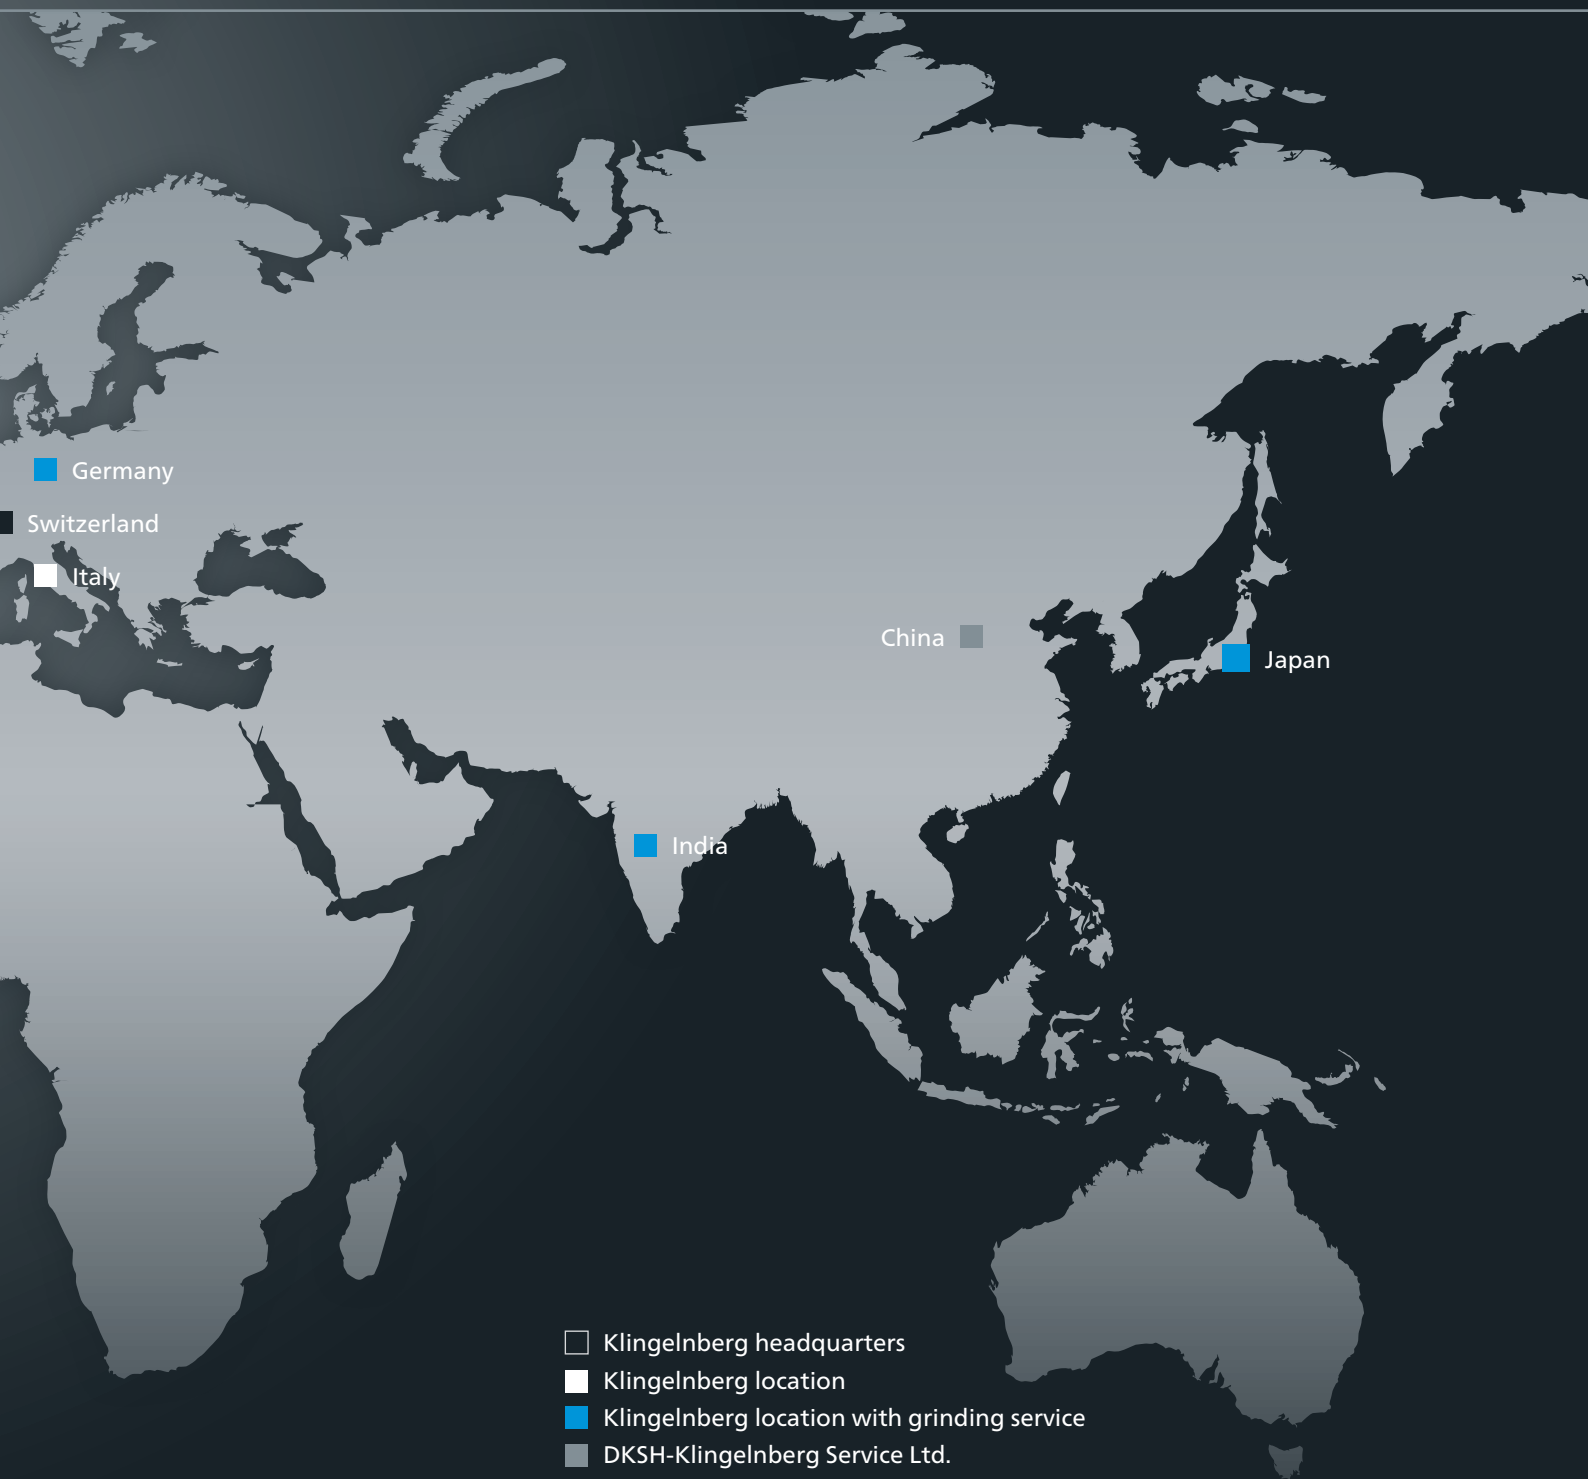 Germany
Switzerland
Italy
China
Japan
India
Klingelnberg headquarters
Klingelnberg location
Klingelnberg location with grinding service
DKSH-Klingelnberg Service Ltd.